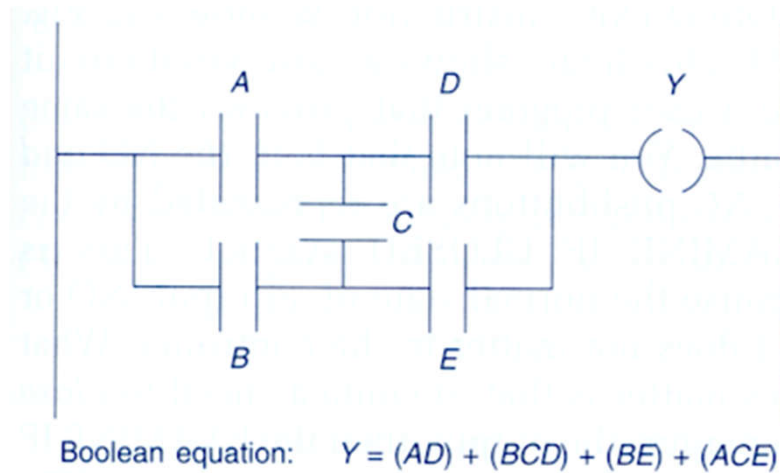 A D Y
C
B E
Boolean equation: Y = (AD) + (BCD) + (BE) + (ACE)